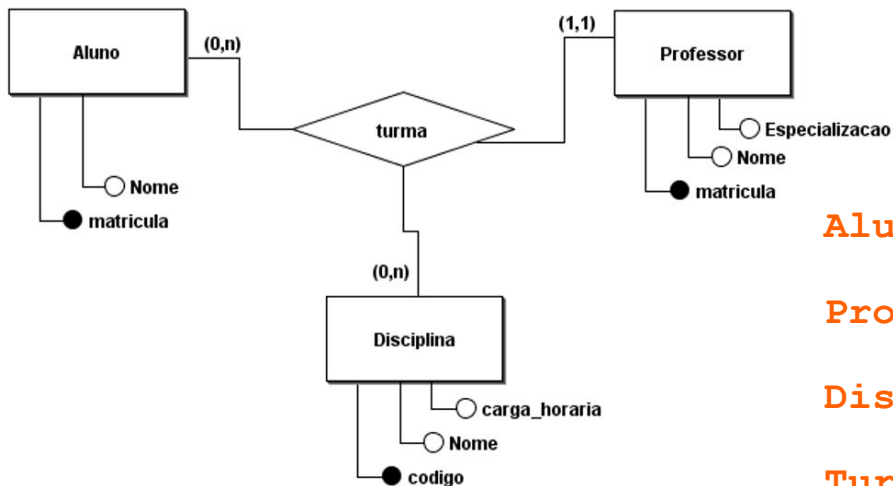 Aluno
(0,n)
Nome
matricula
turma
(1,1)
Professor
Especializacao
Nome
matricula
(0,n)
Disciplina
carga_horaria
Nome
codigo
Alu
Pro
Dis